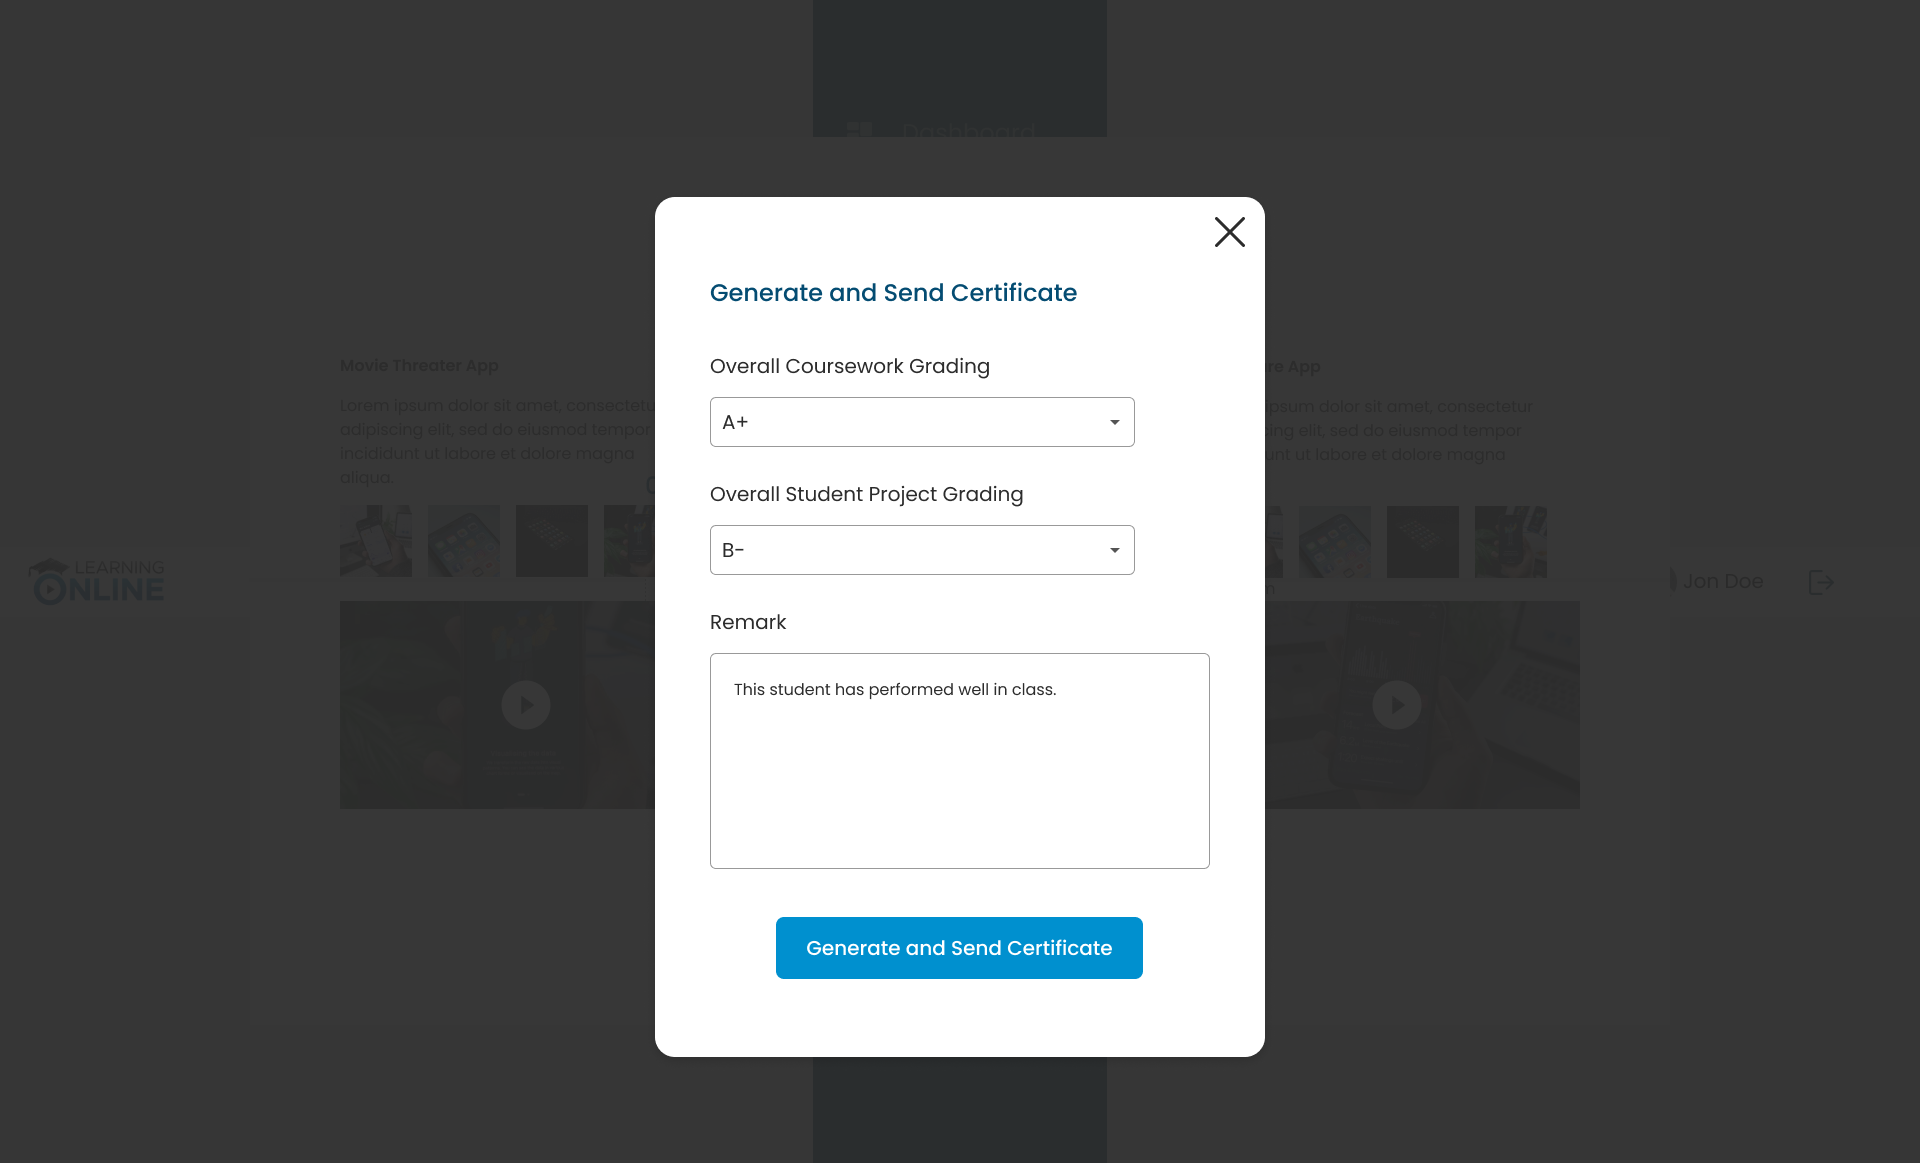 Dashboard
Generate and Send Certificate
Overall Coursework Grading
A+
Overall Student Project Grading
B-
Remark
This student has performed well in class.
Generate and Send Certificate
Movie Threater App
Lorem ipsum dolor sit amet, consectetu
adipiscing elit, sed do eiusmod tempor
incididunt ut labore et dolore magna
aliqua.
re App
ipsum dolor sit amet, consectetur
ing elit, sed do eiusmod tempor
unt ut labore et dolore magna
LEARNING
ONLINE
Jon Doe